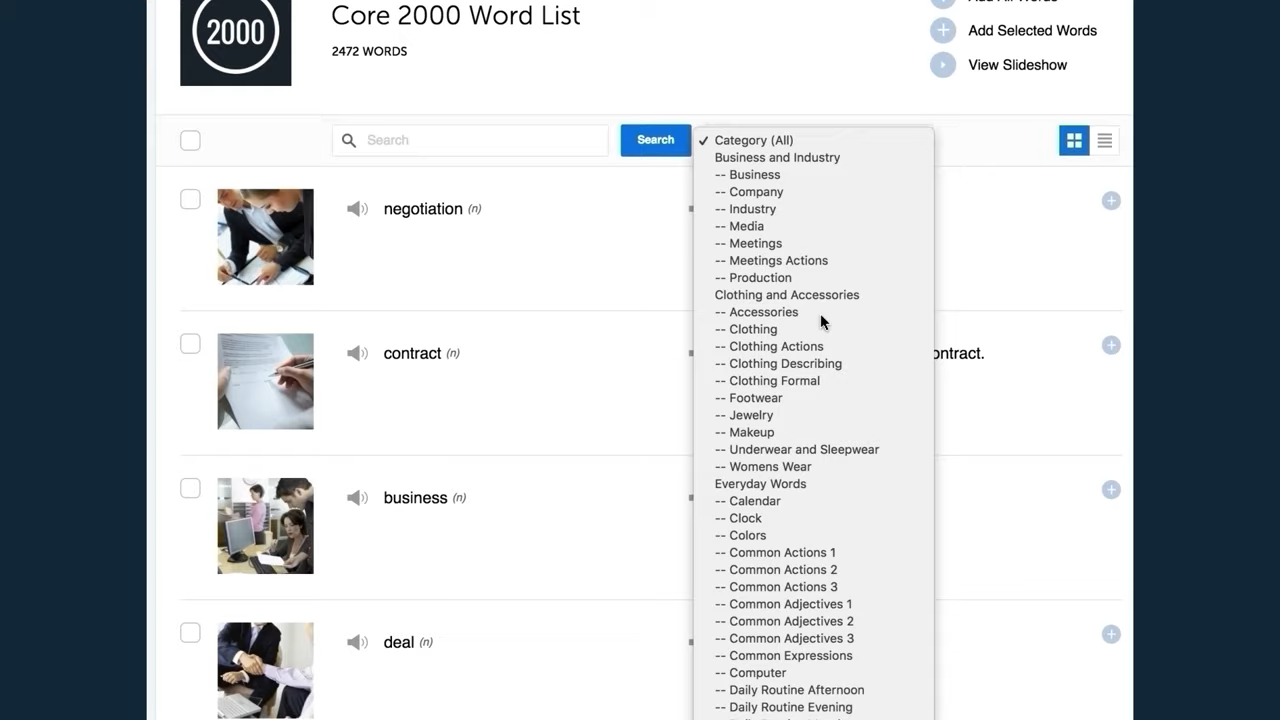 2000
Core 2000 Word List
2472 WORDS
Add Selected Words
View Slideshow
Search
Search
✓ Category (All)
Business and Industry
-- Business
-- Company
-- Industry
-- Media
-- Meetings
-- Meetings Actions
-- Production
Clothing and Accessories
-- Accessories
-- Clothing
-- Clothing Actions
-- Clothing Describing
-- Clothing Formal
-- Footwear
-- Jewelry
-- Makeup
-- Underwear and Sleepwear
-- Womens Wear
Everyday Words
-- Calendar
-- Clock
-- Colors
-- Common Actions 1
-- Common Actions 2
-- Common Actions 3
-- Common Adjectives 1
-- Common Adjectives 2
-- Common Adjectives 3
-- Common Expressions
-- Computer
-- Daily Routine Afternoon
-- Daily Routine Evening
negotiation (n)
contract (n)
ontract.
business (n)
deal (n)